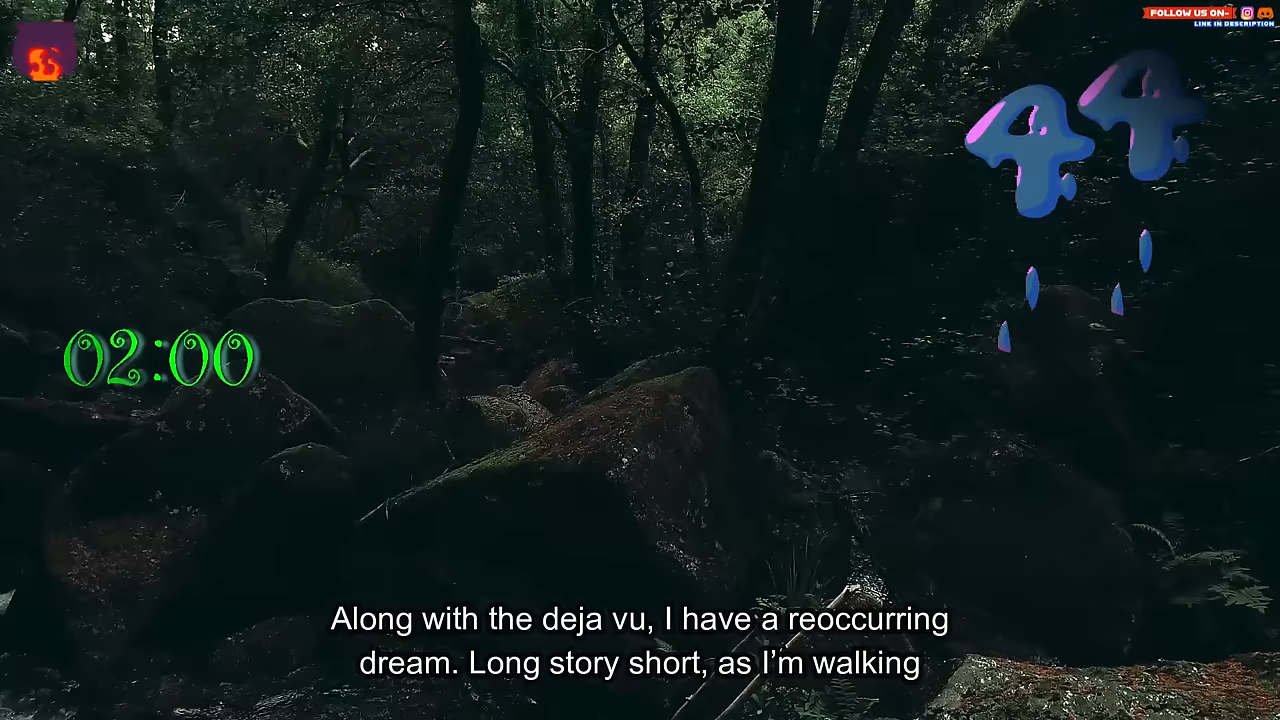 FOLLOW US ON-
LINK IN DESCRIPTION
44
02:00
Along with the deja vu, I have a reoccurring
dream. Long story short, as I'm walking